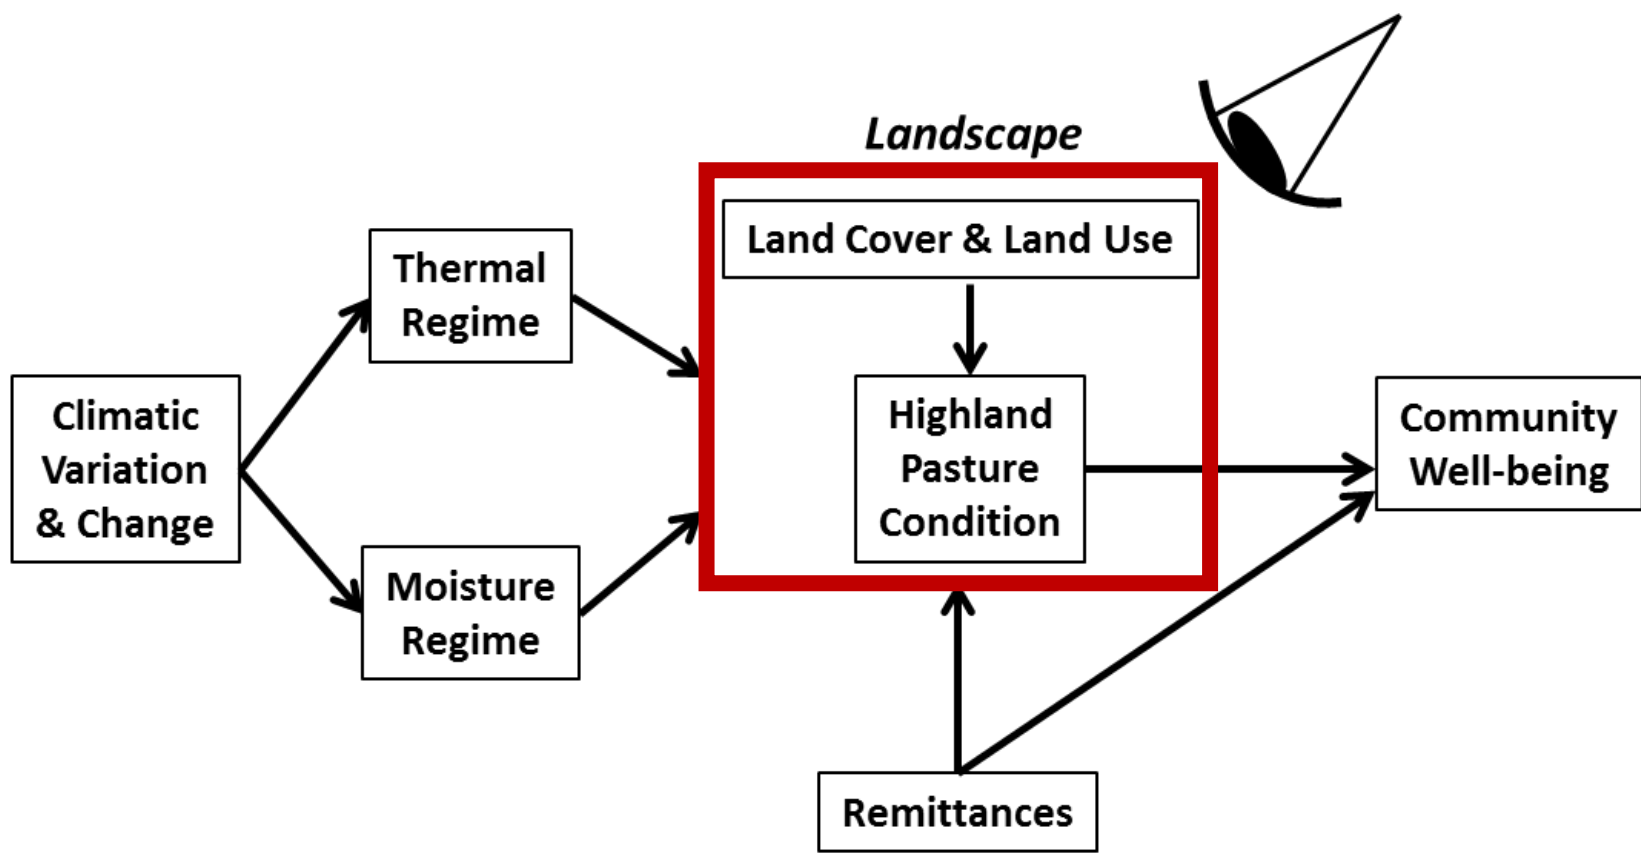 Landscape
Land Cover & Land Use
Thermal
Regime
Climatic
Variation
& Change
Highland
Pasture
Condition
Community
Well-being
Moisture
Regime
Remittances